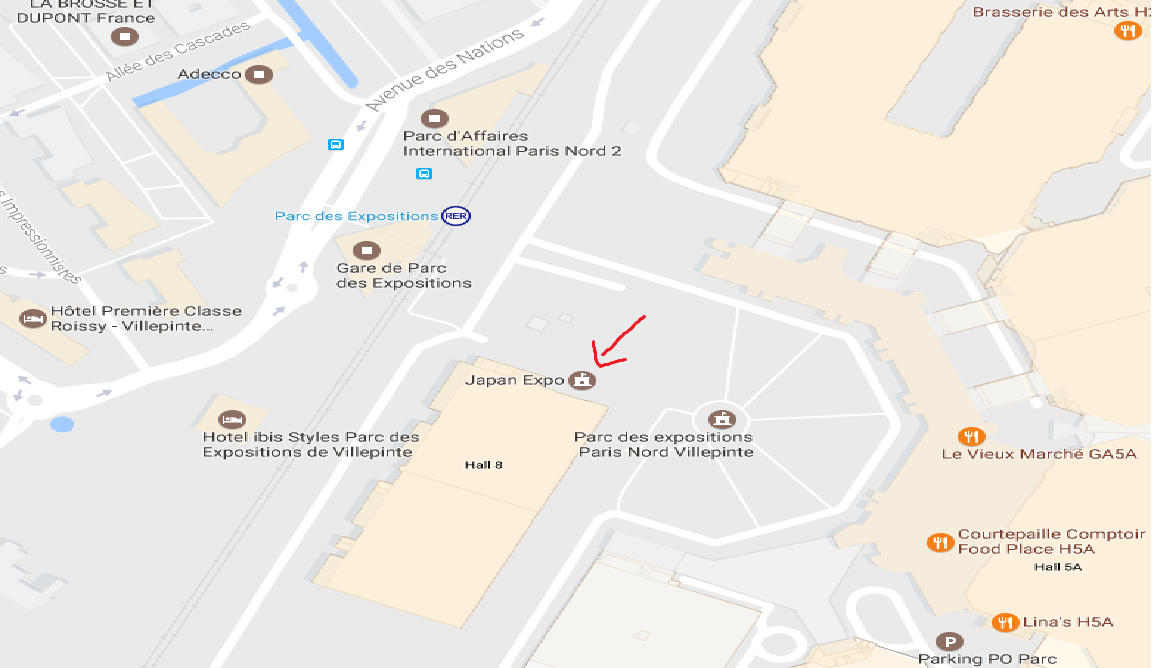 LA BROSSE ET
DUPONT France
Brasserie des Arts
Allée des Cascades
Adecco
Avenue des Nations
Parc d'Affaires
International Paris Nord 2
Parc des Expositions RER
Gare de Parc
des Expositions
Impressionnistes
Hôtel Première Classe
Roissy - Villepinte...
Japan Expo
Hotel ibis Styles Parc des
Expositions de Villepinte
Parc des expositions
Paris Nord Villepinte
Hall 8
Le Vieux Marché GA5A
Courtepaille Comptoir
Food Place H5A
Hall 5A
Lina's H5A
P
Parking PO Parc